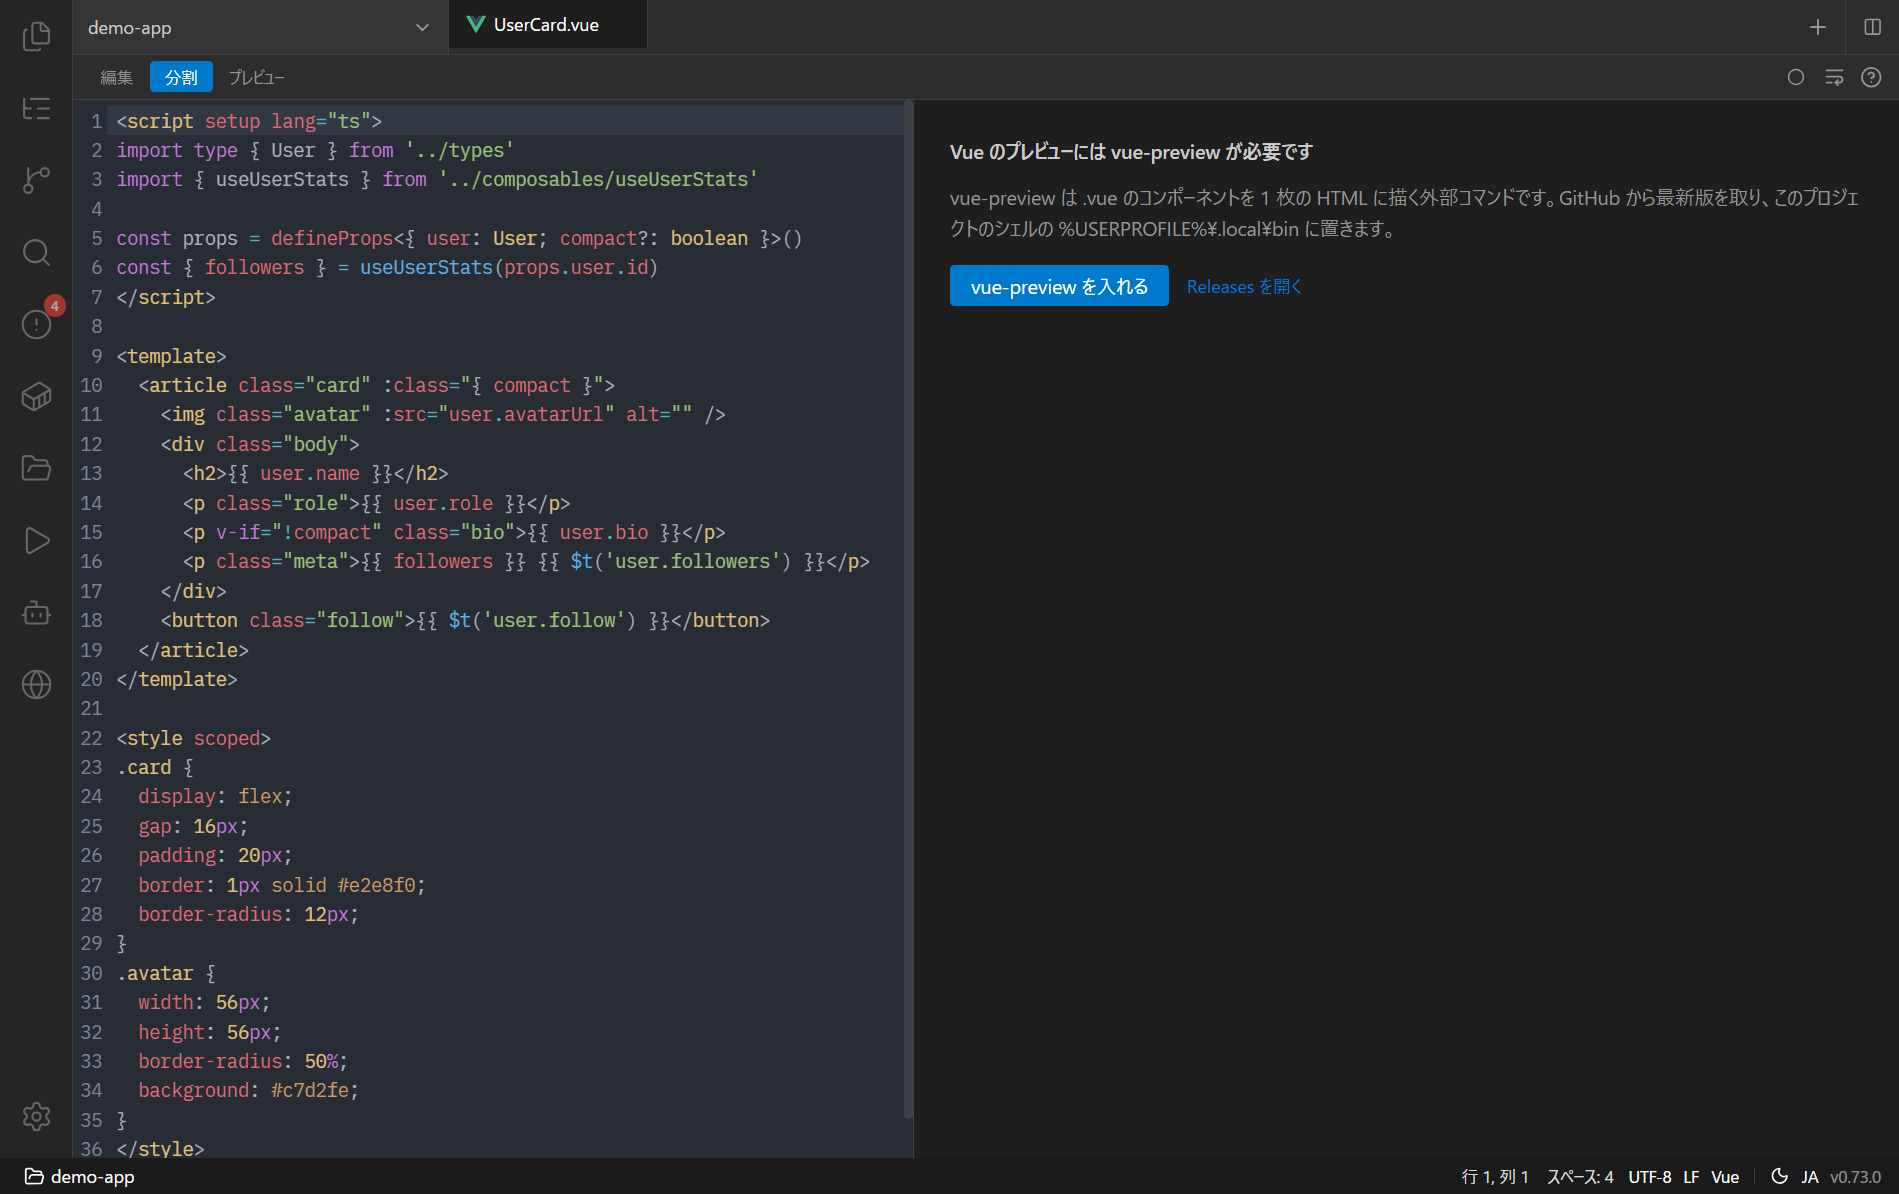 demo-app
UserCard.vue
編集 分割 プレビュー
4
1 <script setup lang="ts">
2 import type { User } from '../types'
3 import { useUserStats } from '../composables/useUserStats'
4
5 const props = defineProps<{ user: User; compact?: boolean }>()
6 const { followers } = useUserStats(props.user.id)
7 </script>
8
9 <template>
10   <article class="card" :class="{ compact }">
11     <img class="avatar" :src="user.avatarUrl" alt="" />
12     <div class="body">
13       <h2>{{ user.name }}</h2>
14       <p class="role">{{ user.role }}</p>
15       <p v-if="!compact" class="bio">{{ user.bio }}</p>
16       <p class="meta">{{ followers }} {{ $t('user.followers') }}</p>
17     </div>
18     <button class="follow">{{ $t('user.follow') }}</button>
19   </article>
20 </template>
21
22 <style scoped>
23 .card {
24   display: flex;
25   gap: 16px;
26   padding: 20px;
27   border: 1px solid #e2e8f0;
28   border-radius: 12px;
29 }
30 .avatar {
31   width: 56px;
32   height: 56px;
33   border-radius: 50%;
34   background: #c7d2fe;
35 }
36 </style>
Vue のプレビューには vue-preview が必要です
vue-preview は .vue のコンポーネントを 1 枚の HTML に描く外部コマンドです。GitHub から最新版を取り、このプロジェ
クトのシェルの %USERPROFILE%¥.local¥bin に置きます。
vue-preview を入れる Releases を開く
demo-app
行 1, 列 1 スペース: 4 UTF-8 LF Vue JA v0.73.0